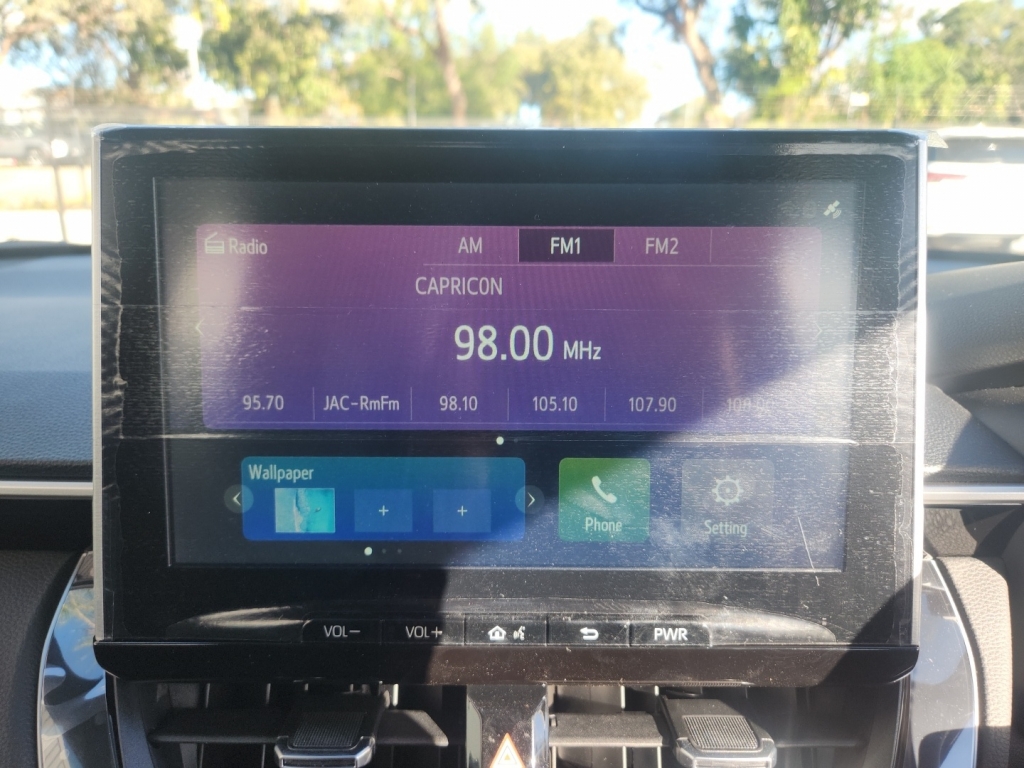 Radio AM FM1 FM2
CAPRICON
98.00 MHz
95.70 JAC-RmFm 98.10 105.10 107.90
Wallpaper
+ +
Phone Setting
VOL- VOL+ PWR